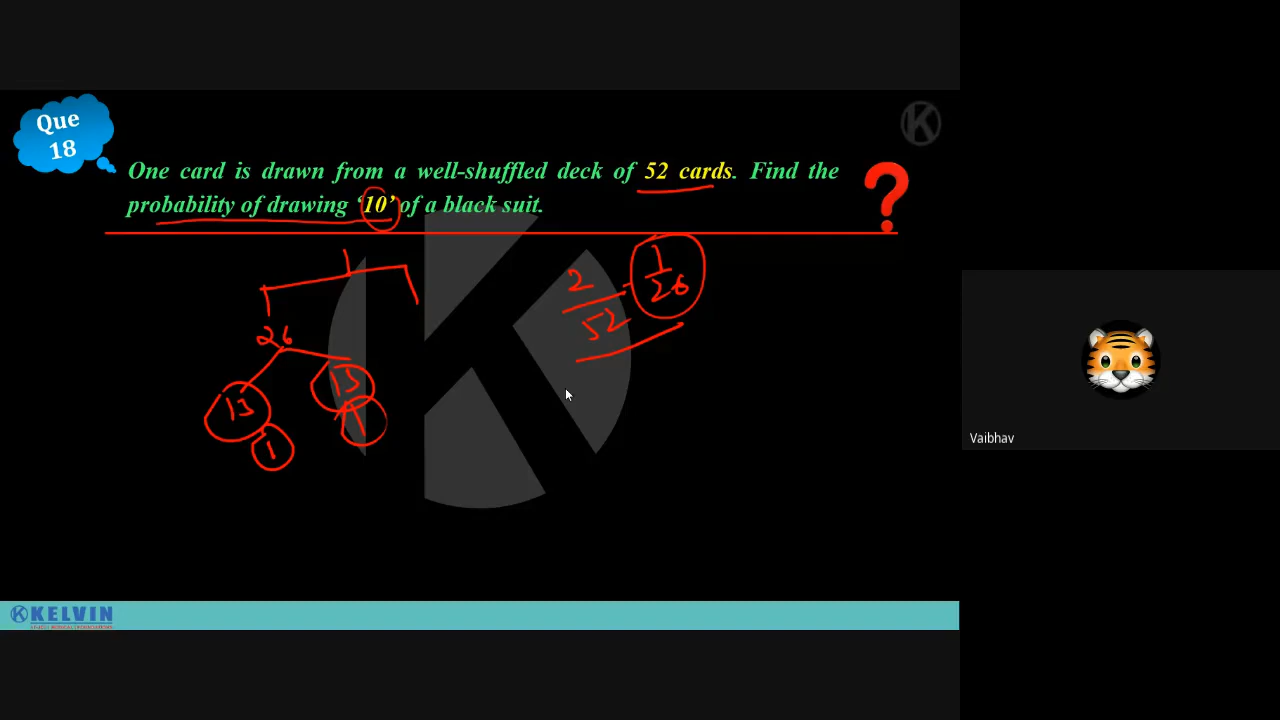 Que
18
One card is drawn from a well-shuffled deck of 52 cards. Find the
probability of drawing ‘10’ of a black suit.
?
2/52 = 1/26
26
13 13
1 1
Vaibhav
KELVIN